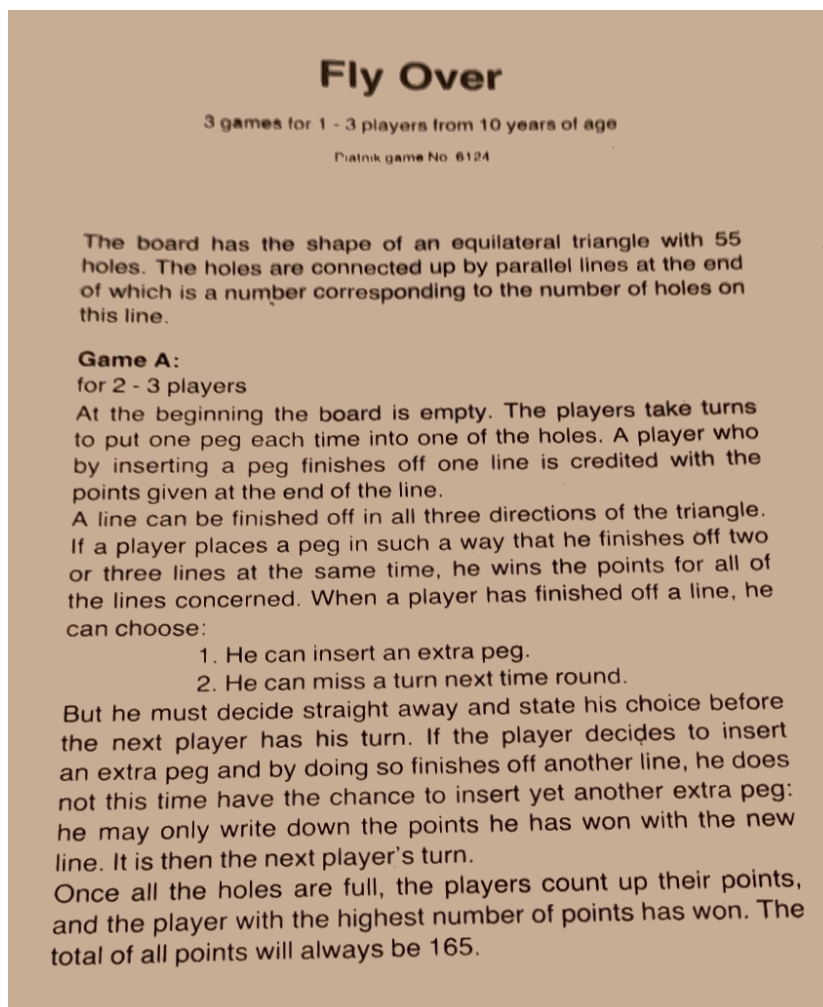 Fly Over
3 games for 1 - 3 players from 10 years of age
Piatnik game No. 6124
The board has the shape of an equilateral triangle with 55
holes. The holes are connected up by parallel lines at the end
of which is a number corresponding to the number of holes on
this line.
Game A:
for 2 - 3 players
At the beginning the board is empty. The players take turns
to put one peg each time into one of the holes. A player who
by inserting a peg finishes off one line is credited with the
points given at the end of the line.
A line can be finished off in all three directions of the triangle.
If a player places a peg in such a way that he finishes off two
or three lines at the same time, he wins the points for all of
the lines concerned. When a player has finished off a line, he
can choose:
1. He can insert an extra peg.
2. He can miss a turn next time round.
But he must decide straight away and state his choice before
the next player has his turn. If the player decides to insert
an extra peg and by doing so finishes off another line, he does
not this time have the chance to insert yet another extra peg:
he may only write down the points he has won with the new
line. It is then the next player's turn.
Once all the holes are full, the players count up their points,
and the player with the highest number of points has won. The
total of all points will always be 165.